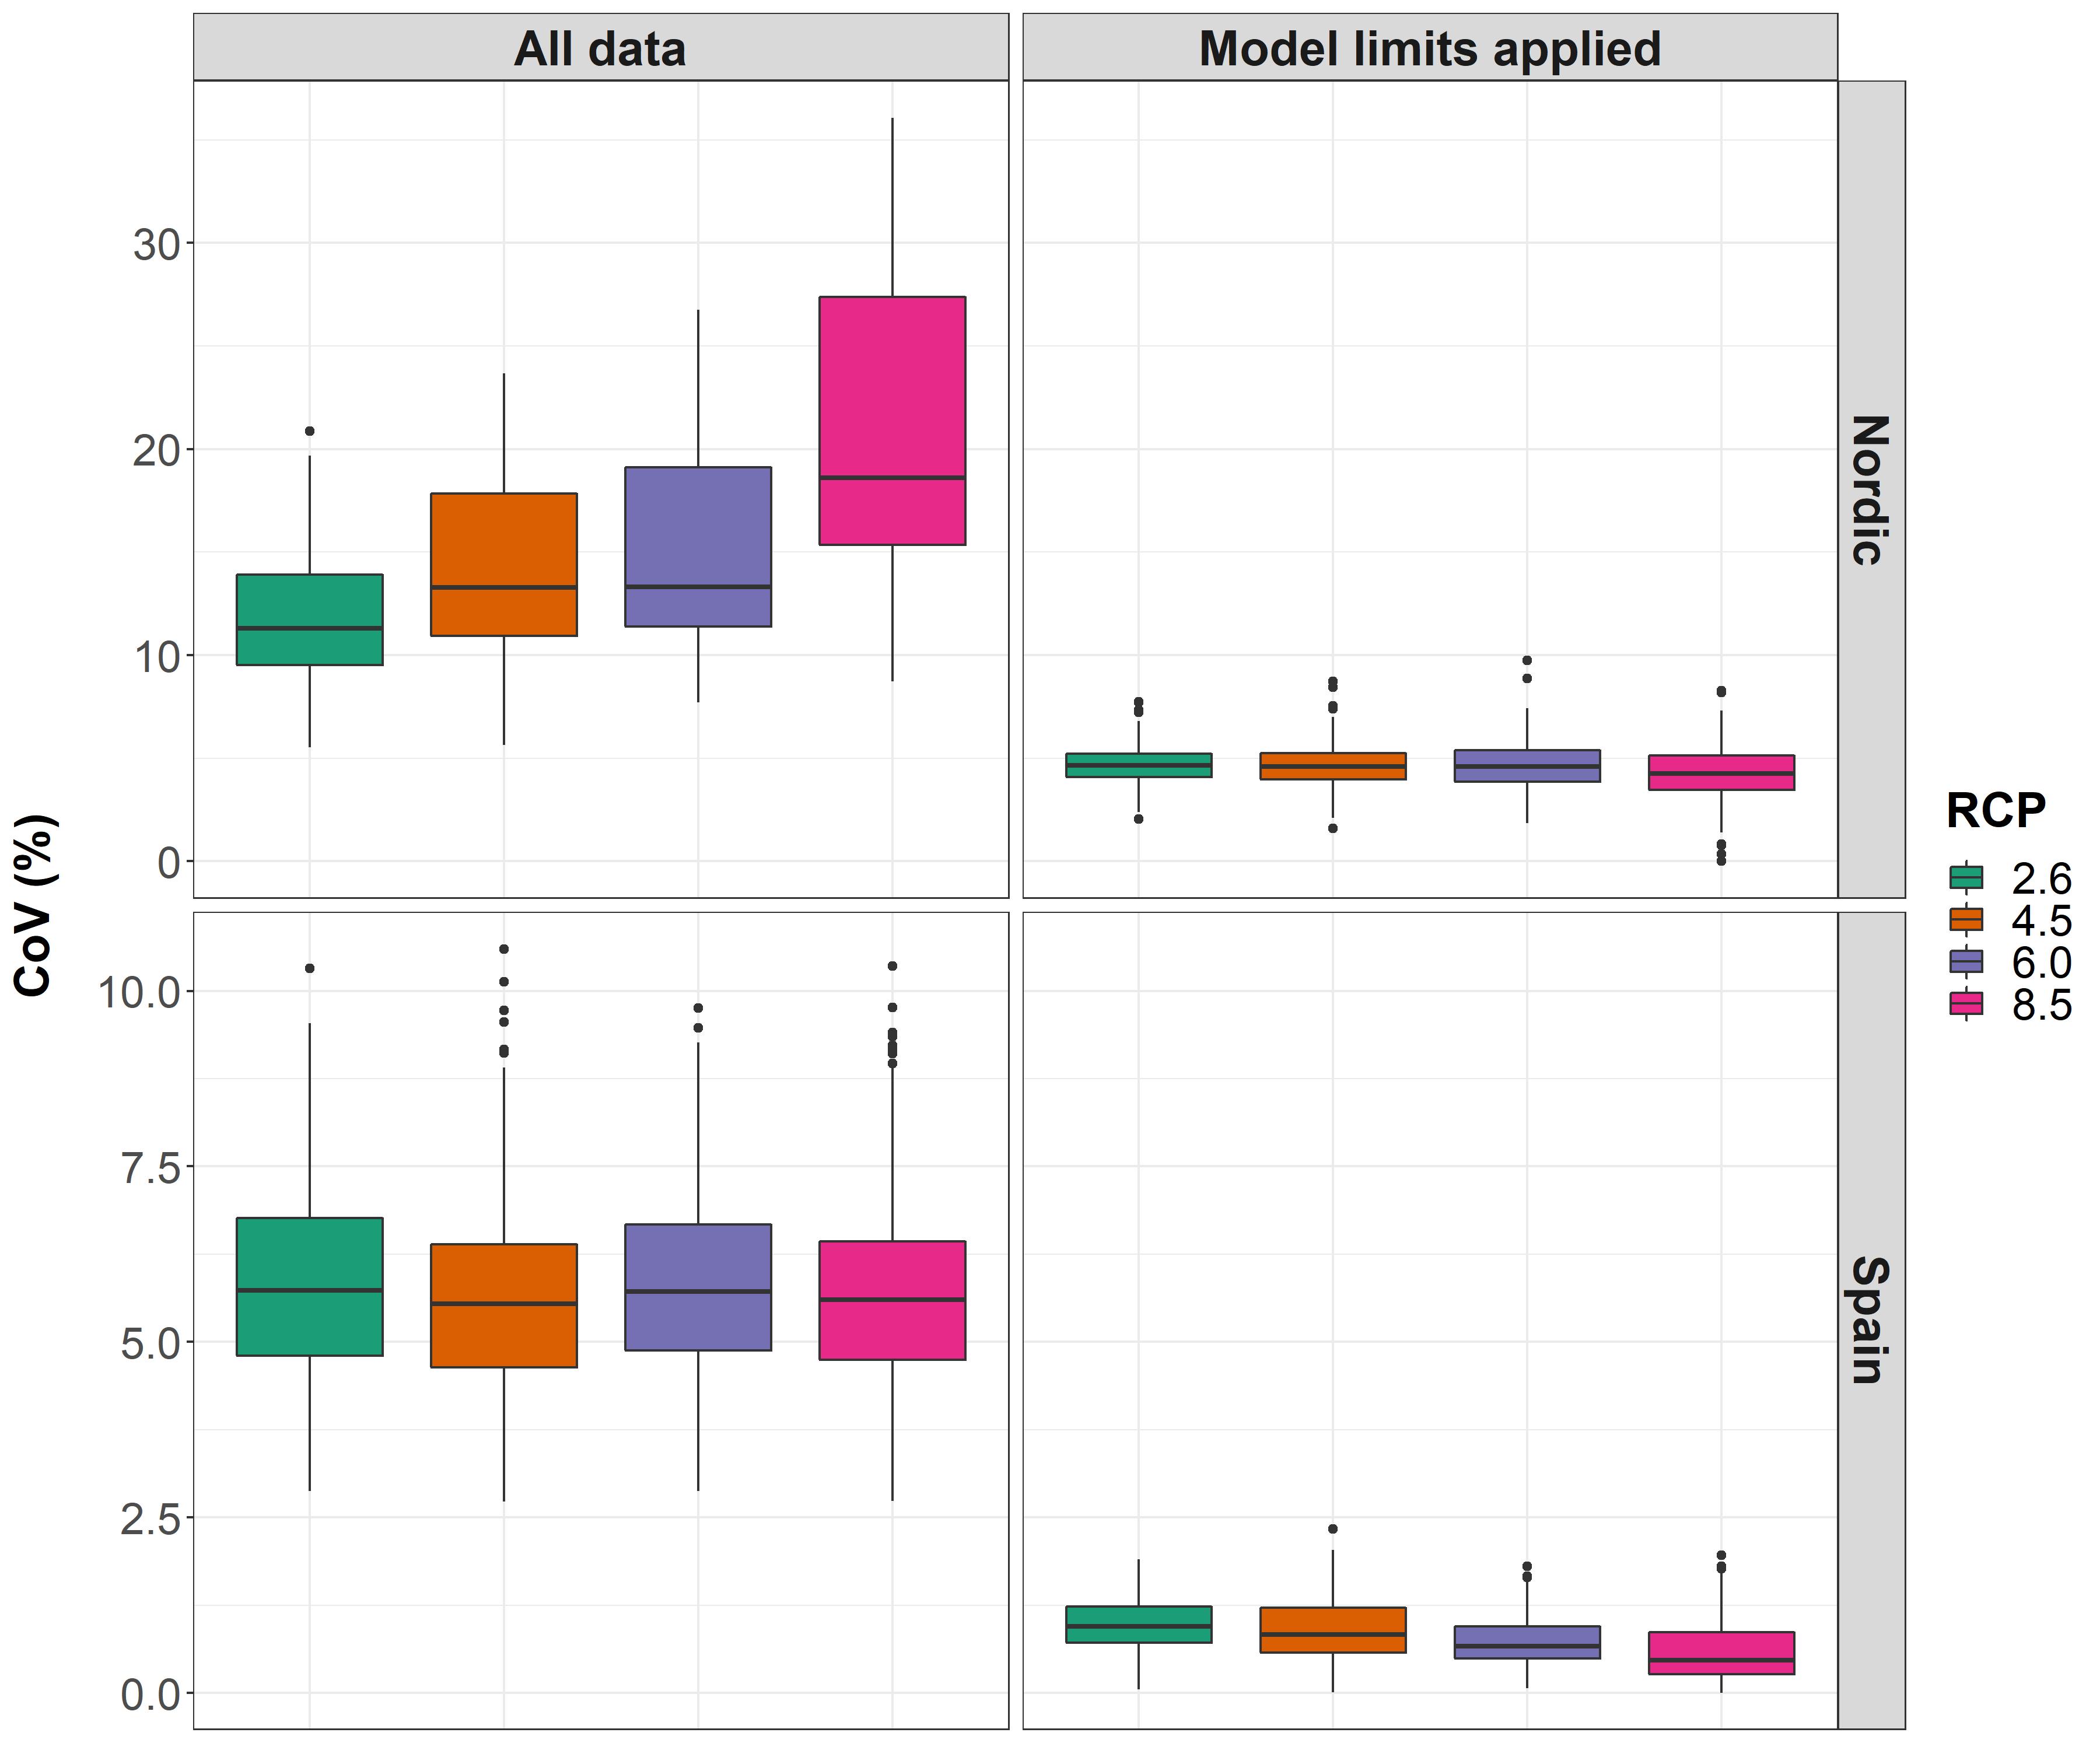 All data
Model limits applied
30
20
10
0
Nordic
CoV (%)
10.0
7.5
5.0
2.5
0.0
Spain
RCP
2.6
4.5
6.0
8.5